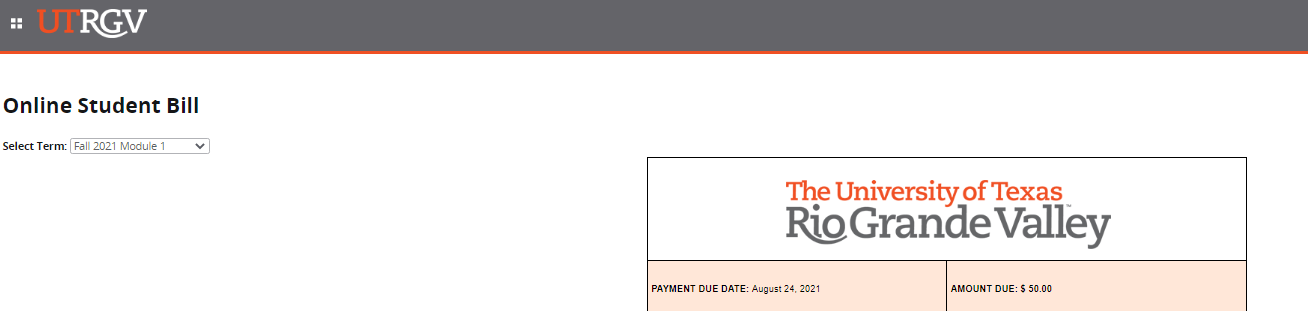 UTRGV
Online Student Bill
Select Term: Fall 2021 Module 1
The University of Texas
Rio Grande Valley™
PAYMENT DUE DATE: August 24, 2021
AMOUNT DUE: $ 50.00